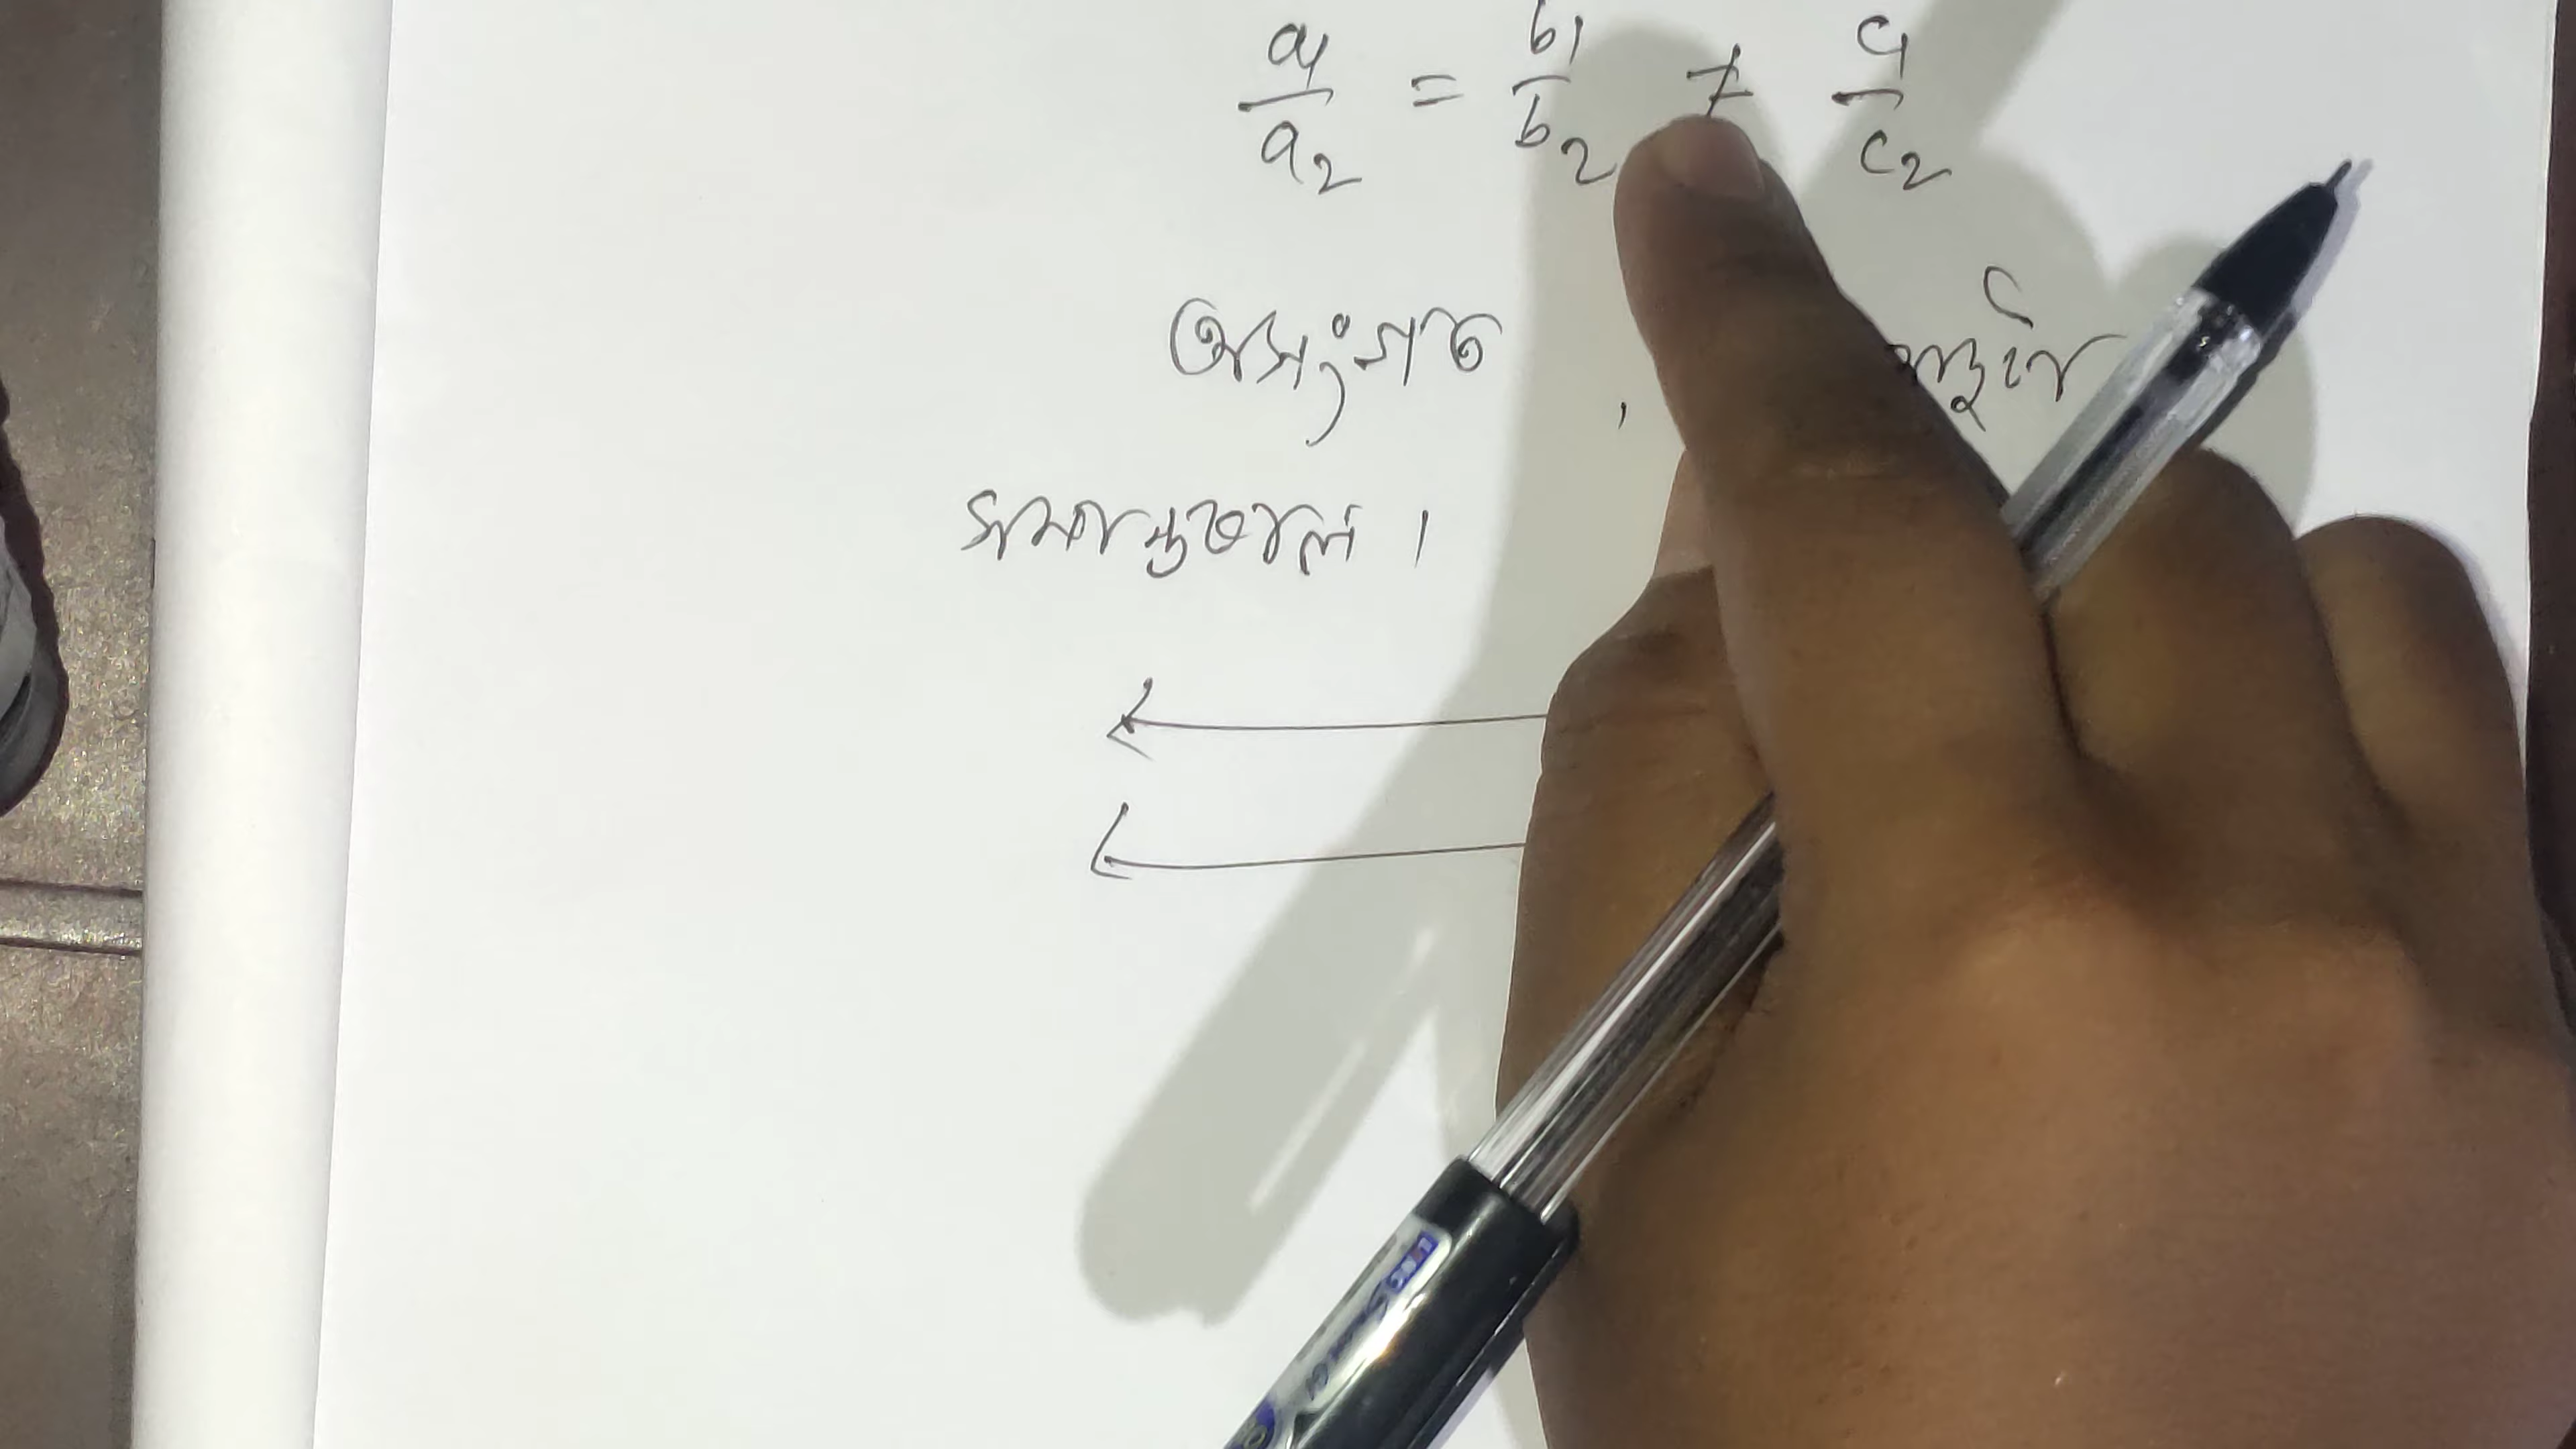 a₁/a₂ = b₁/b₂ ≠ c₁/c₂
অসংগত ,
সমান্তরাল ।